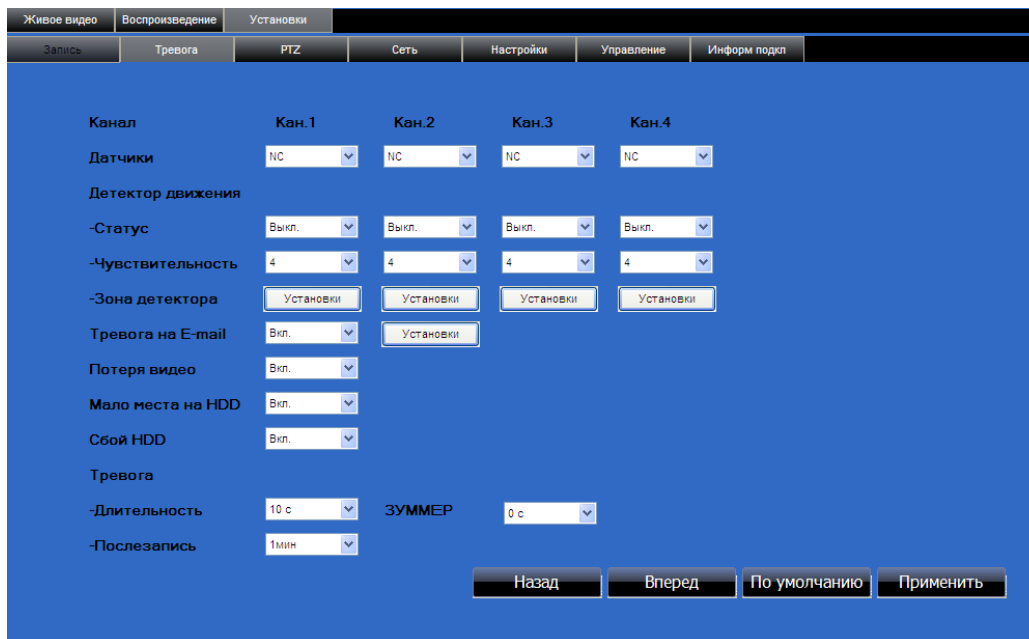 Живое видео Воспроизведение Установки
Запись Тревога PTZ Сеть Настройки Управление Информ подкл
Канал Кан.1 Кан.2 Кан.3 Кан.4
Датчики NC NC NC NC
Детектор движения
-Статус Выкл. Выкл. Выкл. Выкл.
-Чувствительность 4 4 4 4
-Зона детектора Установки Установки Установки Установки
Тревога на E-mail Вкл. Установки
Потеря видео Вкл.
Мало места на HDD Вкл.
Сбой HDD Вкл.
Тревога
-Длительность 10 с ЗУММЕР 0 с
-Послезапись 1мин
Назад Вперед По умолчанию Применить